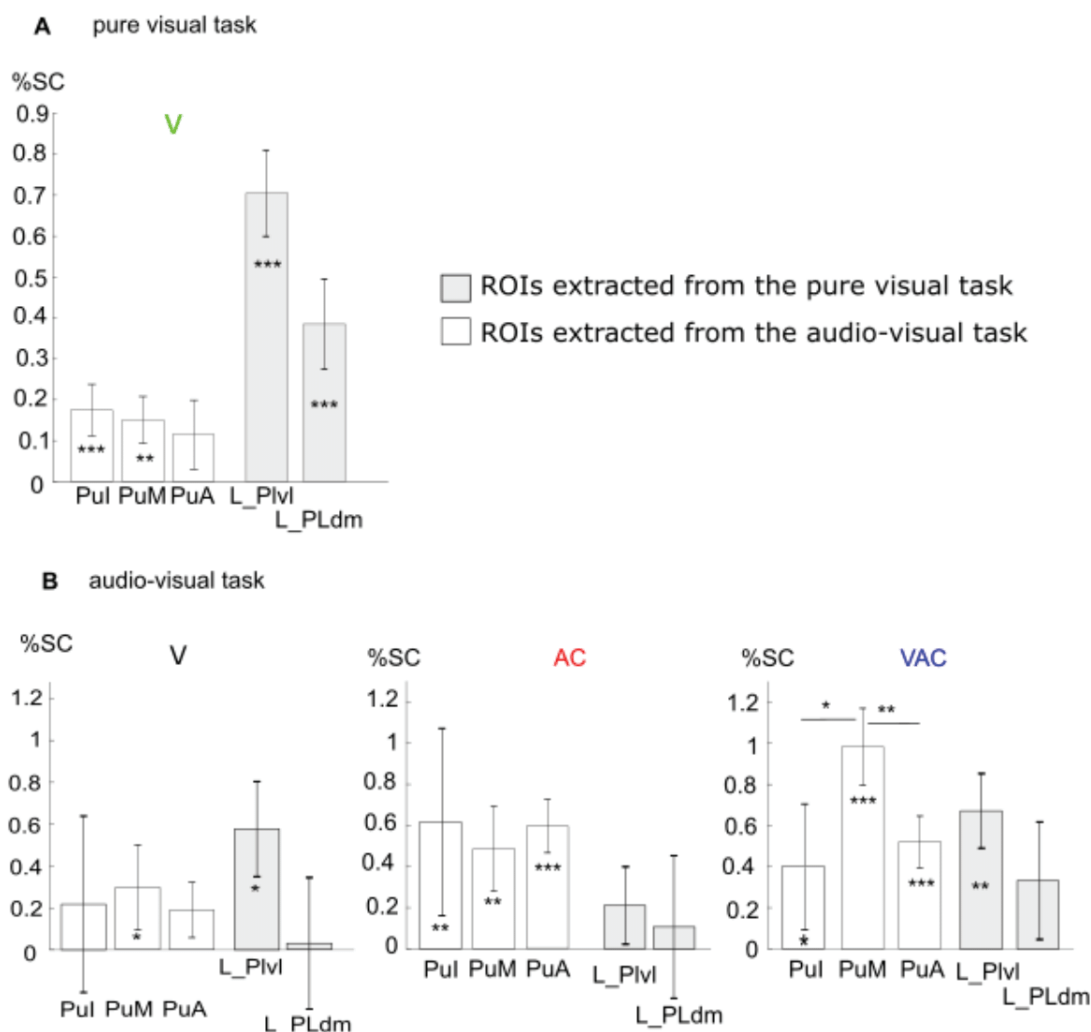 A pure visual task
%SC
V
0.9
0.8
0.7
0.6
0.5
0.4
0.3
0.2
0.1
0
***
**
***
***
PuI PuM PuA L_Plvl
L_PLdm
ROIs extracted from the pure visual task
ROIs extracted from the audio-visual task
B audio-visual task
%SC
V
1.2
1
0.8
0.6
0.4
0.2
0
*
*
L_Plvl
PuI PuM PuA
L_PLdm
%SC
AC
1.2
1
0.8
0.6
0.4
0.2
0
**
**
***
PuI PuM PuA L_Plvl
L_PLdm
%SC
VAC
1.2
1
0.8
0.6
0.4
0.2
0
* **
***
***
**
*
PuI PuM PuA L_Plvl
L_PLdm